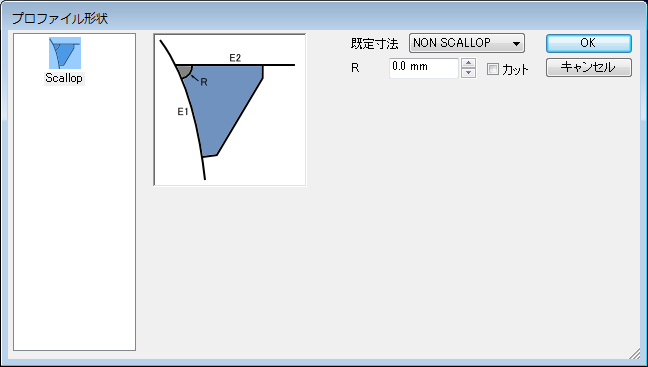 プロファイル形状
Scallop
E2
R
E1
既定寸法 NON SCALLOP OK
R 0.0 mm カット キャンセル